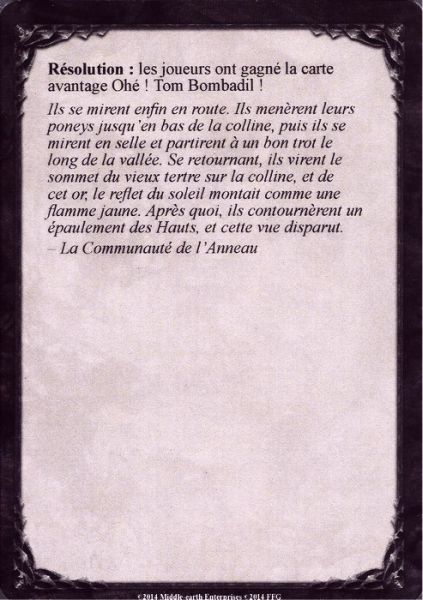 Résolution : les joueurs ont gagné la carte
avantage Ohé ! Tom Bombadil !
Ils se mirent enfin en route. Ils menèrent leurs
poneys jusqu'en bas de la colline, puis ils se
mirent en selle et partirent à un bon trot le
long de la vallée. Se retournant, ils virent le
sommet du vieux tertre sur la colline, et de
cet or, le reflet du soleil montait comme une
flamme jaune. Après quoi, ils contournèrent un
épaulement des Hauts, et cette vue disparut.
– La Communauté de l'Anneau
©2014 Middle-earth Enterprises ©2014 FFG